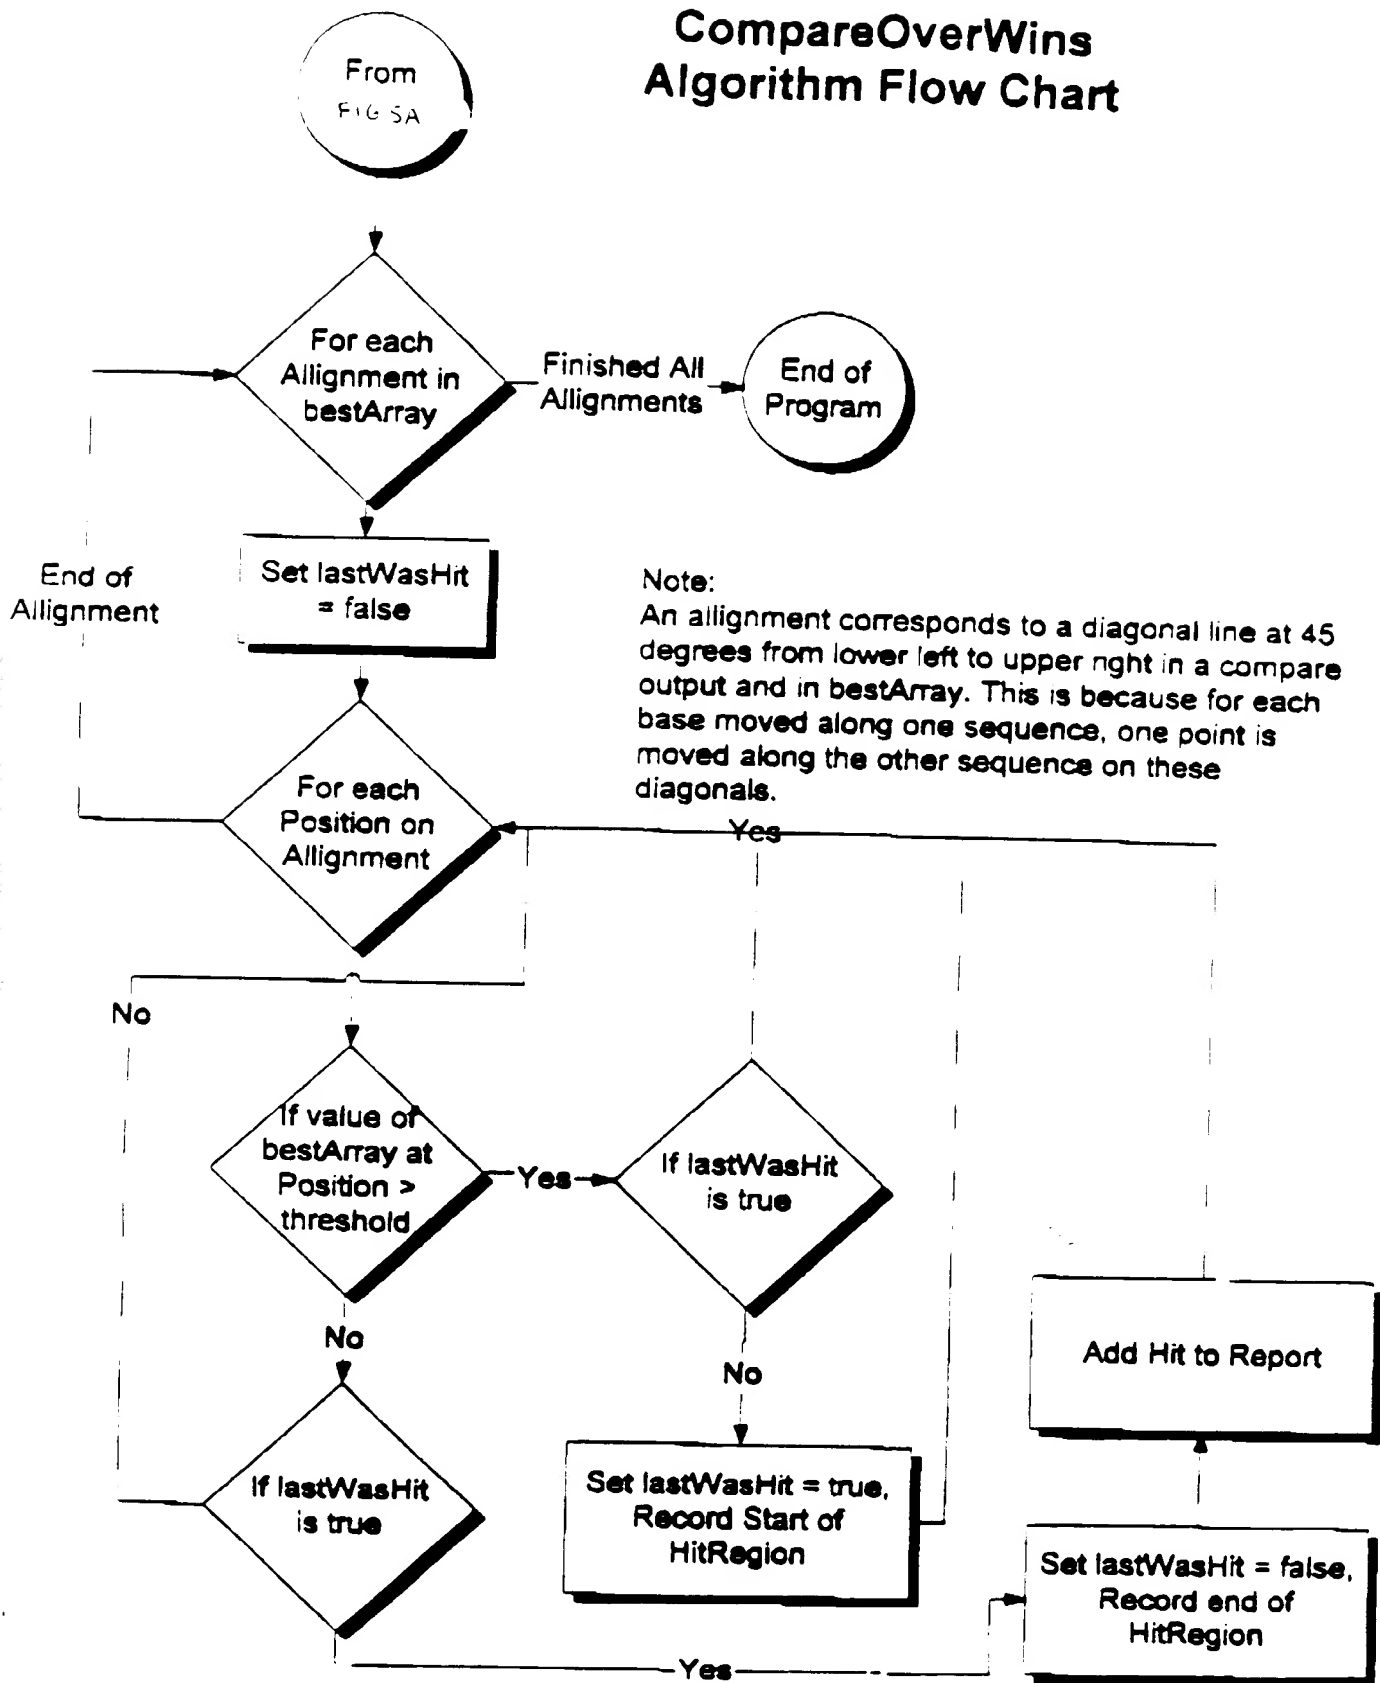 CompareOverWins
Algorithm Flow Chart
From
FIG 5A
For each
Allignment in
bestArray
Finished All
Allignments
End of
Program
End of
Allignment
Set lastWasHit
= false
Note:
An allignment corresponds to a diagonal line at 45
degrees from lower left to upper right in a compare
output and in bestArray. This is because for each
base moved along one sequence, one point is
moved along the other sequence on these
diagonals.
For each
Position on
Allignment
Yes
No
If value of
bestArray at
Position >
threshold
Yes
If lastWasHit
is true
No
No
Add Hit to Report
If lastWasHit
is true
Set lastWasHit = true,
Record Start of
HitRegion
Set lastWasHit = false,
Record end of
HitRegion
Yes